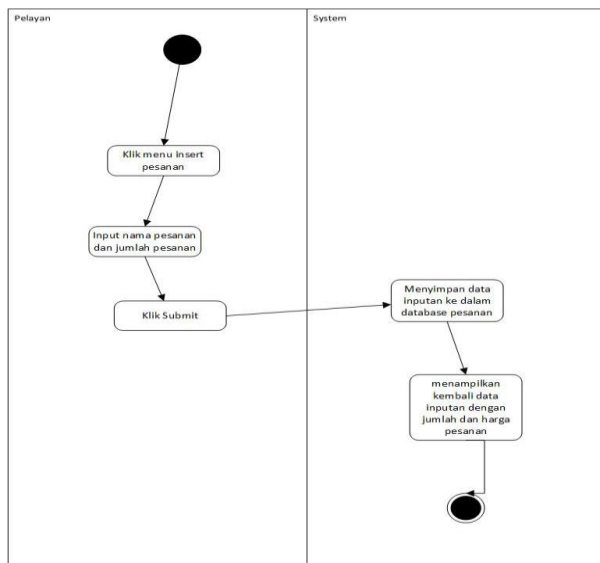 Pelayan
System
Klik menu insert
pesanan
Input nama pesanan
dan jumlah pesanan
Klik Submit
Menyimpan data
inputan ke dalam
database pesanan
menampilkan
kembali data
inputan dengan
jumlah dan harga
pesanan